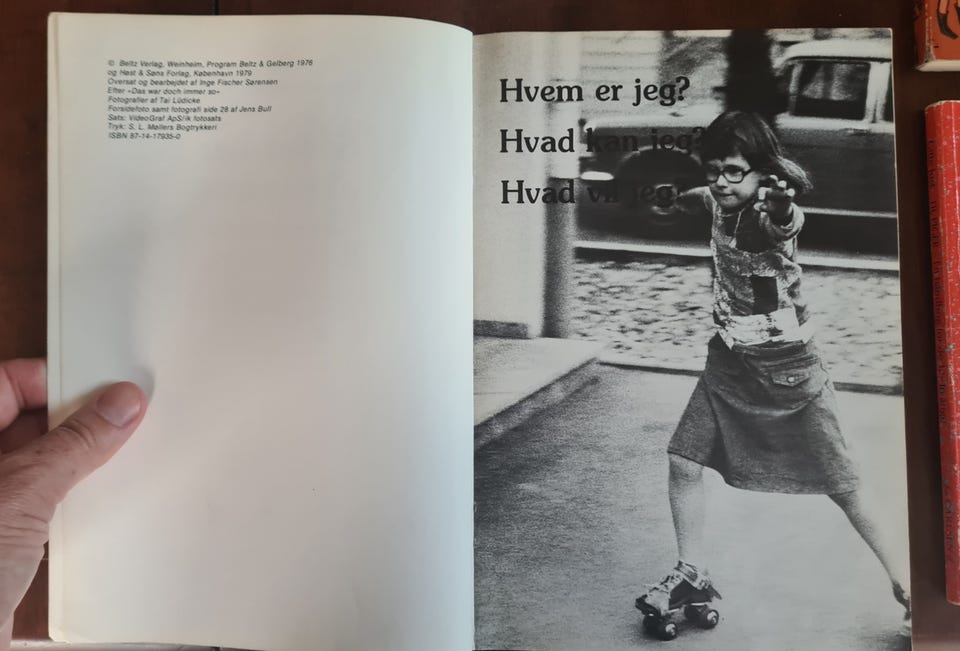 © Beltz Verlag, Weinheim, Program Beltz & Gelberg 1978
og Høst & Søns Forlag, København 1979
Oversat og bearbejdet af Inge Fischer Sørensen
Efter »Das war doch immer so«
Fotografier af Tai Lüdicke
Forsidefoto samt fotografi side 28 af Jens Bull
Sats: VideoGraf ApS/ik fotosats
Tryk: S. L. Møllers Bogtrykkeri
ISBN 87-14-17935-0
Hvem er jeg?
Hvad kan jeg?
Hvad vil jeg?